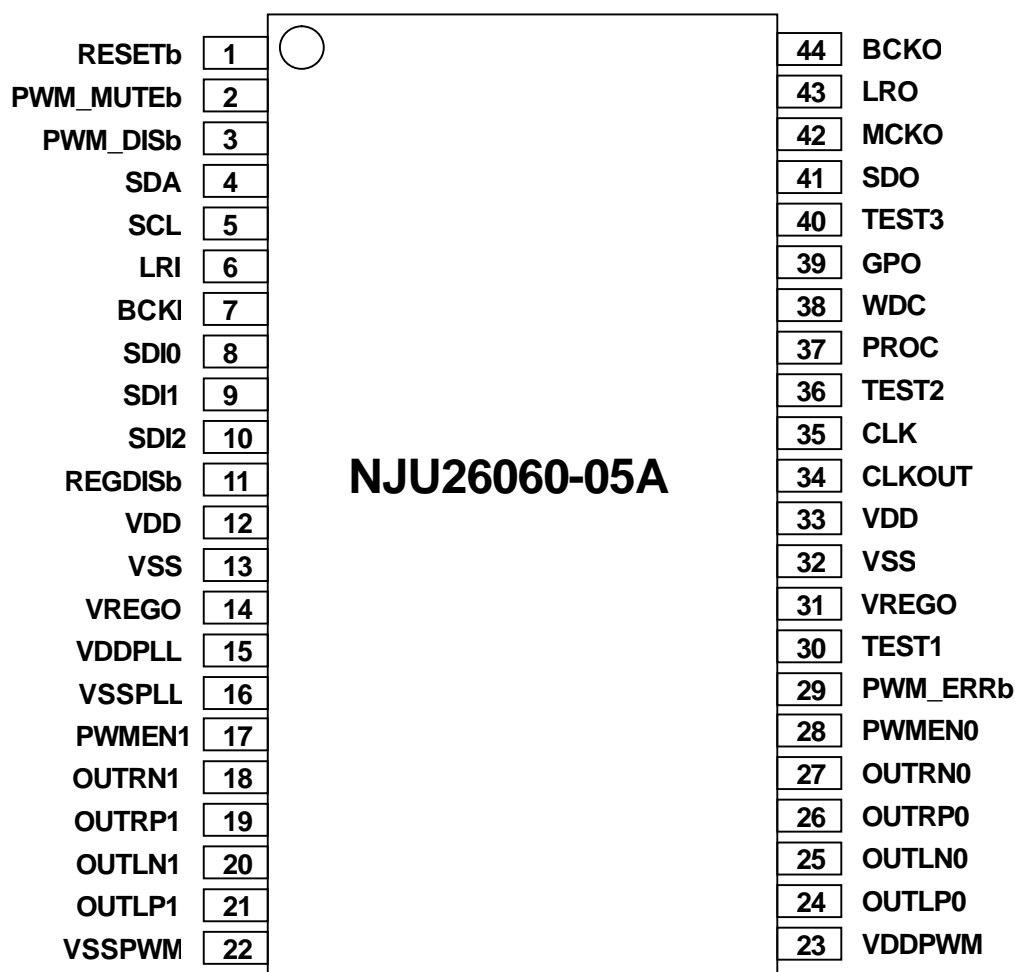 RESETb 1 44 BCKO
PWM_MUTEb 2 43 LRO
PWM_DISb 3 42 MCKO
SDA 4 41 SDO
SCL 5 40 TEST3
LRI 6 39 GPO
BCKI 7 38 WDC
SDI0 8 37 PROC
SDI1 9 36 TEST2
SDI2 10 35 CLK
REGDISb 11 NJU26060-05A 34 CLKOUT
VDD 12 33 VDD
VSS 13 32 VSS
VREGO 14 31 VREGO
VDDPLL 15 30 TEST1
VSSPLL 16 29 PWM_ERRb
PWMEN1 17 28 PWMEN0
OUTRN1 18 27 OUTRN0
OUTRP1 19 26 OUTRP0
OUTLN1 20 25 OUTLN0
OUTLP1 21 24 OUTLP0
VSSPWM 22 23 VDDPWM